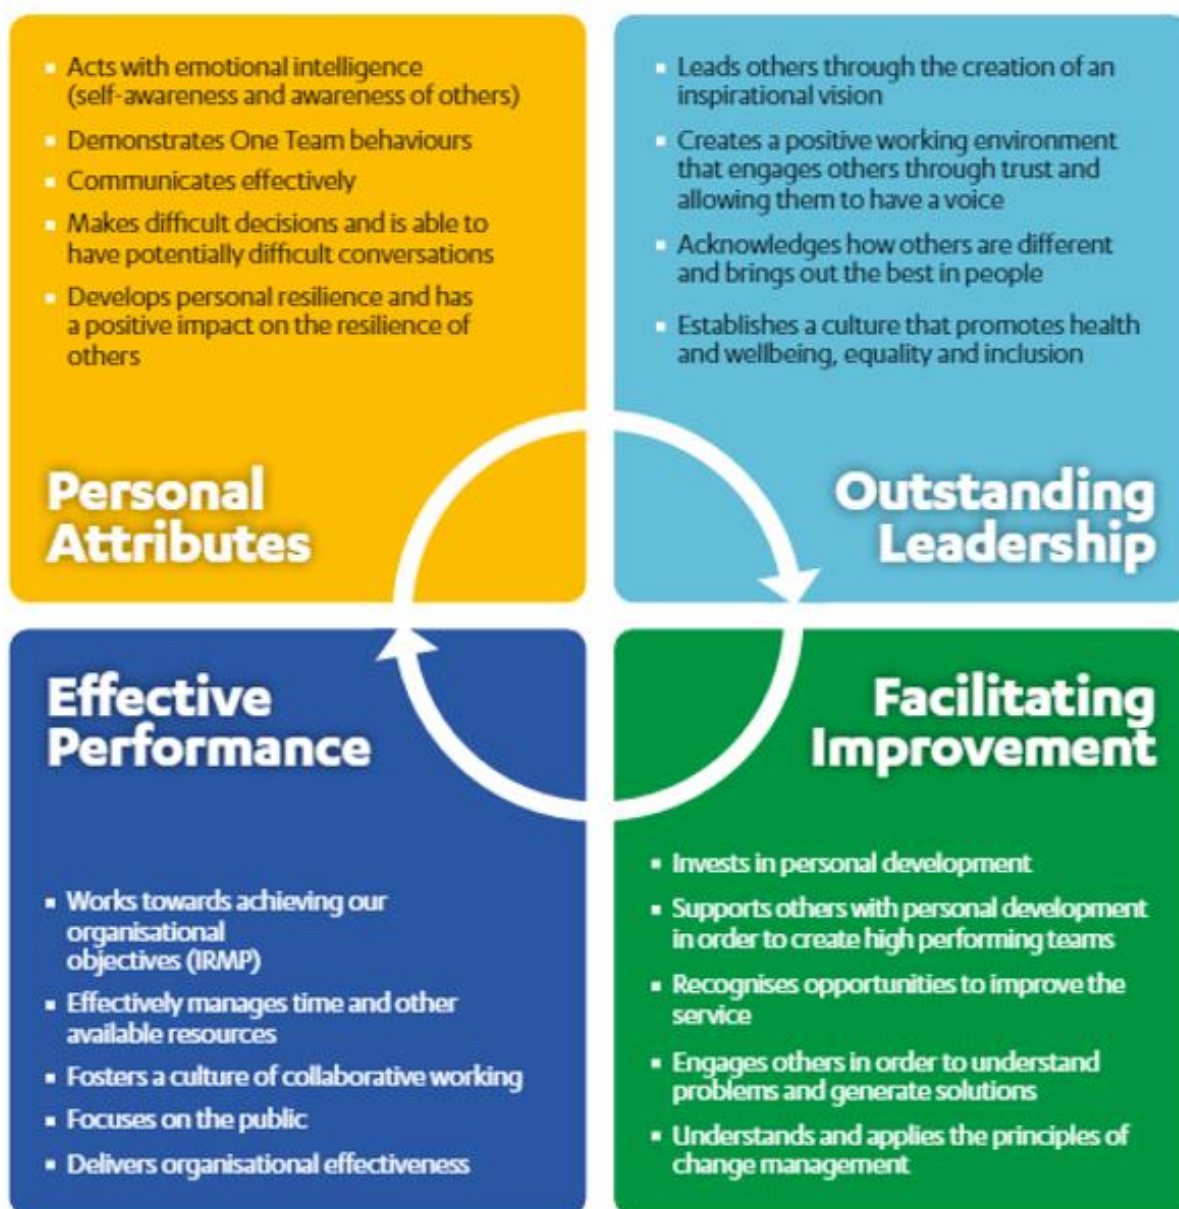 Acts with emotional intelligence
(self-awareness and awareness of others)
Demonstrates One Team behaviours
Communicates effectively
Makes difficult decisions and is able to
have potentially difficult conversations
Develops personal resilience and has
a positive impact on the resilience of
others
Personal
Attributes
Leads others through the creation of an
inspirational vision
Creates a positive working environment
that engages others through trust and
allowing them to have a voice
Acknowledges how others are different
and brings out the best in people
Establishes a culture that promotes health
and wellbeing, equality and inclusion
Outstanding
Leadership
Effective
Performance
Works towards achieving our
organisational
objectives (IRMP)
Effectively manages time and other
available resources
Fosters a culture of collaborative working
Focuses on the public
Delivers organisational effectiveness
Facilitating
Improvement
Invests in personal development
Supports others with personal development
in order to create high performing teams
Recognises opportunities to improve the
service
Engages others in order to understand
problems and generate solutions
Understands and applies the principles of
change management